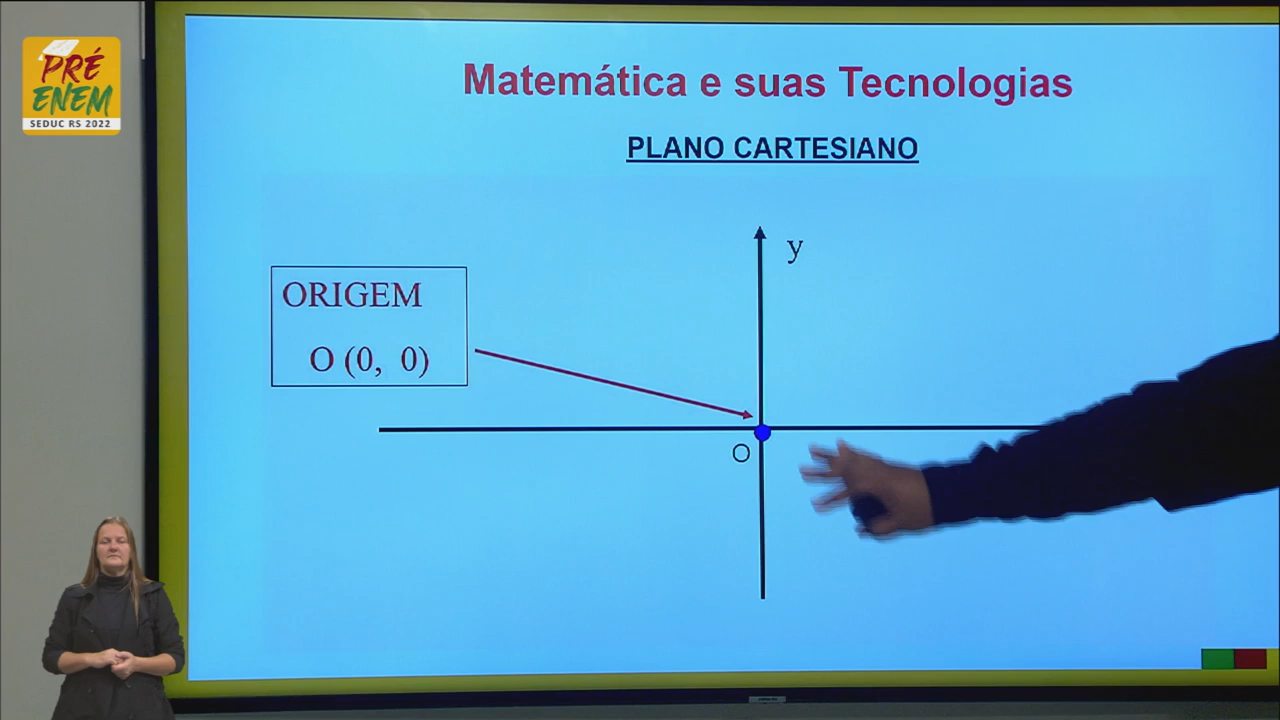 PRÉ
ENEM
SEDUC RS 2022
Matemática e suas Tecnologias
PLANO CARTESIANO
y
ORIGEM
O (0, 0)
O